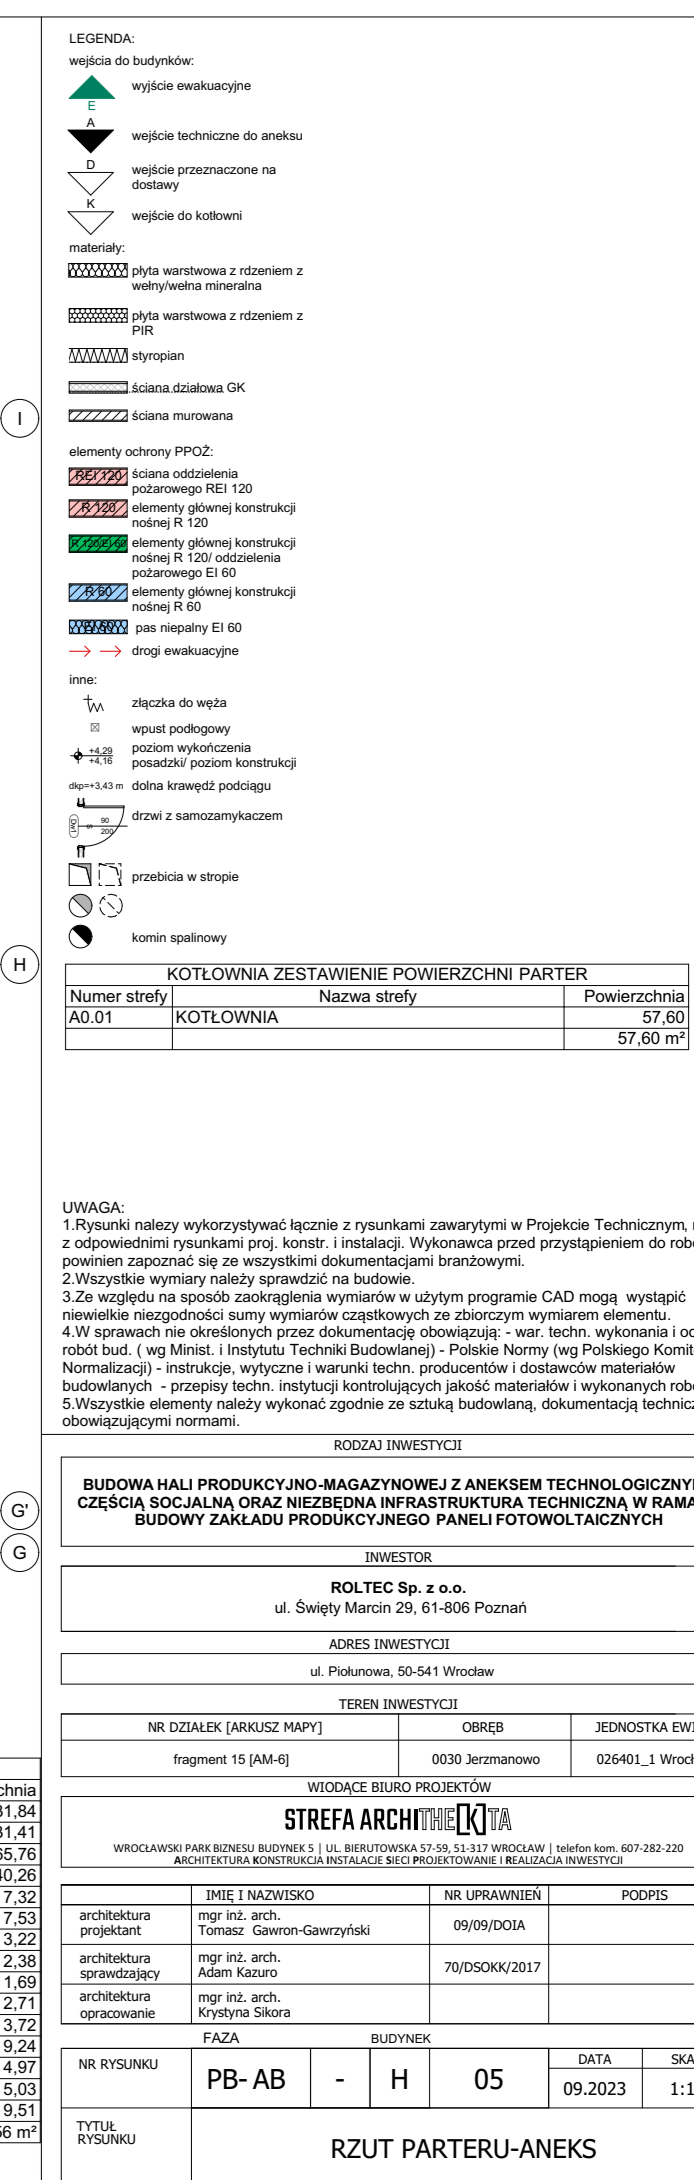 LEGENDA:
wejścia do budynków:
E
wyjście ewakuacyjne
A
wejście techniczne do aneksu
D
wejście przeznaczone na
dostawy
K
wejście do kotłowni
materiały:
płyta warstwowa z rdzeniem z
wełny/wełna mineralna
płyta warstwowa z rdzeniem z
PIR
styropian
ściana działowa GK
ściana murowana
I
elementy ochrony PPOŻ:
REI 120 ściana oddzielenia
pożarowego REI 120
R 120 elementy głównej konstrukcji
nośnej R 120
R 120/EI 60 elementy głównej konstrukcji
nośnej R 120/ oddzielenia
pożarowego EI 60
R 60 elementy głównej konstrukcji
nośnej R 60
EI 60 pas niepalny EI 60
drogi ewakuacyjne
inne:
złączka do węża
wpust podłogowy
+4,29
+4,16
poziom wykończenia
posadzki/ poziom konstrukcji
dkp=+3,43 m dolna krawędź podciągu
Dw1 s 90
200
drzwi z samozamykaczem
przebicia w stropie
komin spalinowy
H
KOTŁOWNIA ZESTAWIENIE POWIERZCHNI PARTER
Numer strefy Nazwa strefy Powierzchnia
A0.01 KOTŁOWNIA 57,60
57,60 m²
UWAGA:
1.Rysunki nalezy wykorzystywać łącznie z rysunkami zawartymi w Projekcie Technicznym,
z odpowiednimi rysunkami proj. konstr. i instalacji. Wykonawca przed przystąpieniem do rob
powinien zapoznać się ze wszystkimi dokumentacjami branżowymi.
2.Wszystkie wymiary należy sprawdzić na budowie.
3.Ze względu na sposób zaokrąglenia wymiarów w użytym programie CAD mogą wystąpić
niewielkie niezgodności sumy wymiarów cząstkowych ze zbiorczym wymiarem elementu.
4.W sprawach nie określonych przez dokumentację obowiązują: - war. techn. wykonania i od
robót bud. ( wg Minist. i Instytutu Techniki Budowlanej) - Polskie Normy (wg Polskiego Komit
Normalizacji) - instrukcje, wytyczne i warunki techn. producentów i dostawców materiałów
budowlanych - przepisy techn. instytucji kontrolujących jakość materiałów i wykonanych rob
5.Wszystkie elementy należy wykonać zgodnie ze sztuką budowlaną, dokumentacją technicz
obowiązującymi normami.
RODZAJ INWESTYCJI
BUDOWA HALI PRODUKCYJNO-MAGAZYNOWEJ Z ANEKSEM TECHNOLOGICZNY
CZĘŚCIĄ SOCJALNĄ ORAZ NIEZBĘDNA INFRASTRUKTURA TECHNICZNĄ W RAMA
BUDOWY ZAKŁADU PRODUKCYJNEGO PANELI FOTOWOLTAICZNYCH
G'
G
INWESTOR
ROLTEC Sp. z o.o.
ul. Święty Marcin 29, 61-806 Poznań
ADRES INWESTYCJI
ul. Piołunowa, 50-541 Wrocław
TEREN INWESTYCJI
NR DZIAŁEK [ARKUSZ MAPY] OBRĘB JEDNOSTKA EWI
fragment 15 [AM-6] 0030 Jerzmanowo 026401_1 Wroc
WIODĄCE BIURO PROJEKTÓW
STREFA ARCHITHE[K]TA
WROCŁAWSKI PARK BIZNESU BUDYNEK 5 | UL. BIERUTOWSKA 57-59, 51-317 WROCŁAW | telefon kom. 607-282-220
ARCHITEKTURA KONSTRUKCJA INSTALACJE SIECI PROJEKTOWANIE I REALIZACJA INWESTYCJI
IMIĘ I NAZWISKO NR UPRAWNIEŃ PODPIS
architektura
projektant
mgr inż. arch.
Tomasz Gawron-Gawrzyński
09/09/DOIA
architektura
sprawdzający
mgr inż. arch.
Adam Kazuro
70/DSOKK/2017
architektura
opracowanie
mgr inż. arch.
Krystyna Sikora
FAZA BUDYNEK
NR RYSUNKU PB- AB - H 05
DATA SKA
09.2023 1:1
TYTUŁ
RYSUNKU
RZUT PARTERU-ANEKS
chnia
31,84
31,41
65,76
40,26
7,32
7,53
3,22
2,38
1,69
2,71
3,72
9,24
4,97
5,03
9,51
56 m²